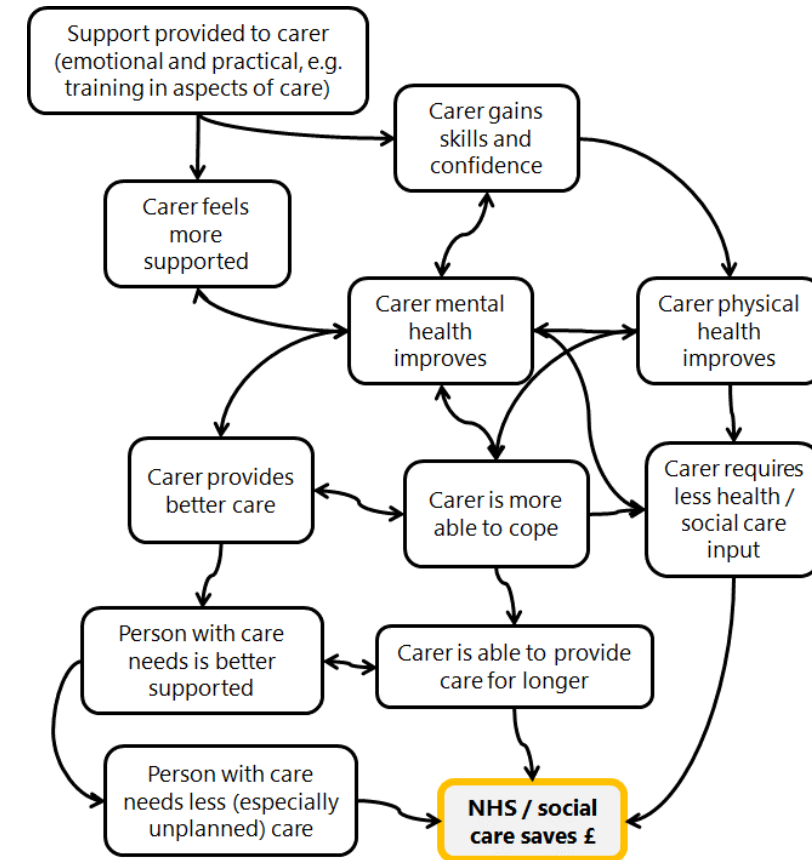 Support provided to carer
(emotional and practical, e.g.
training in aspects of care)
Carer gains
skills and
confidence
Carer feels
more
supported
Carer mental
health
improves
Carer physical
health
improves
Carer provides
better care
Carer is more
able to cope
Carer requires
less health /
social care
input
Person with care
needs is better
supported
Carer is able to provide
care for longer
Person with care
needs less (especially
unplanned) care
NHS / social
care saves £